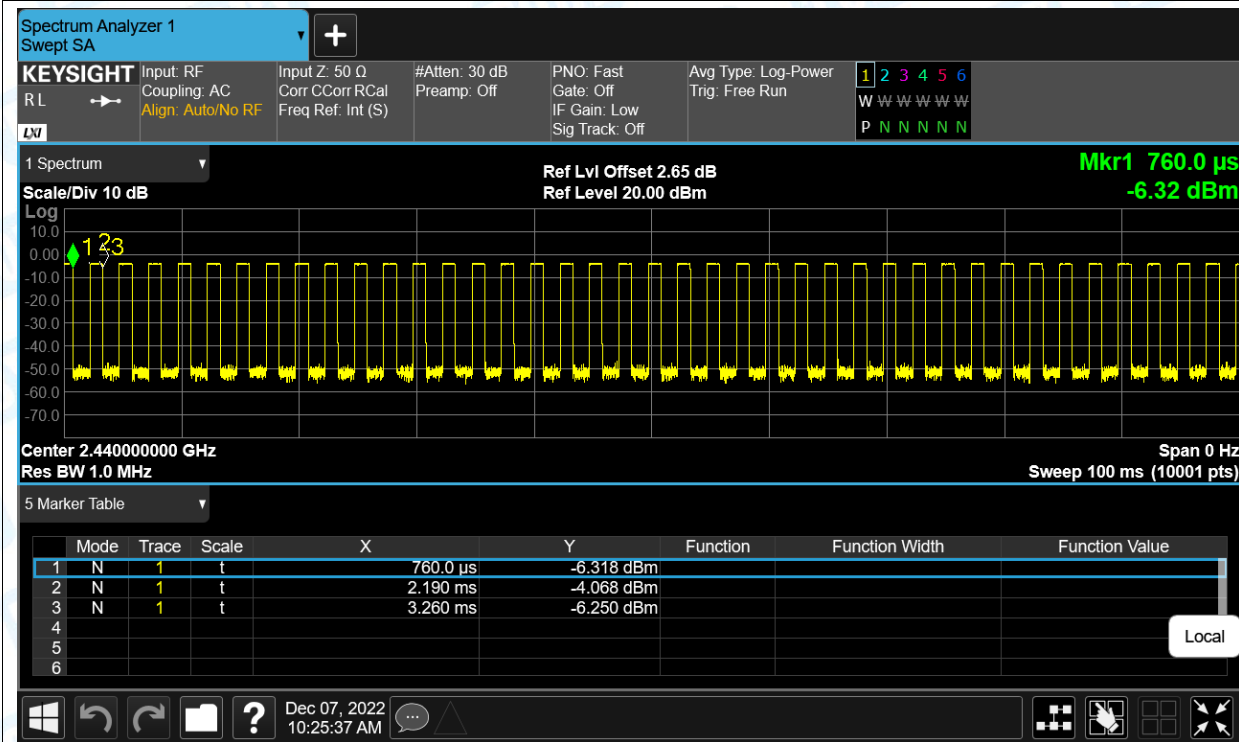 Spectrum Analyzer 1
Swept SA
KEYSIGHT
R L
LXI
Input: RF
Coupling: AC
Align: Auto/No RF
Input Z: 50 Ω
Corr CCorr RCal
Freq Ref: Int (S)
#Atten: 30 dB
Preamp: Off
PNO: Fast
Gate: Off
IF Gain: Low
Sig Track: Off
Avg Type: Log-Power
Trig: Free Run
1 2 3 4 5 6
W W W W W W
P N N N N N
1 Spectrum
Scale/Div 10 dB
Ref Lvl Offset 2.65 dB
Ref Level 20.00 dBm
Mkr1 760.0 µs
-6.32 dBm
Log
10.0
0.00
-10.0
-20.0
-30.0
-40.0
-50.0
-60.0
-70.0
1 2 3
Center 2.440000000 GHz
Res BW 1.0 MHz
Span 0 Hz
Sweep 100 ms (10001 pts)
5 Marker Table
Mode Trace Scale X Y Function Function Width Function Value
1 N 1 t 760.0 µs -6.318 dBm
2 N 1 t 2.190 ms -4.068 dBm
3 N 1 t 3.260 ms -6.250 dBm
4
5
6
Local
?
Dec 07, 2022
10:25:37 AM